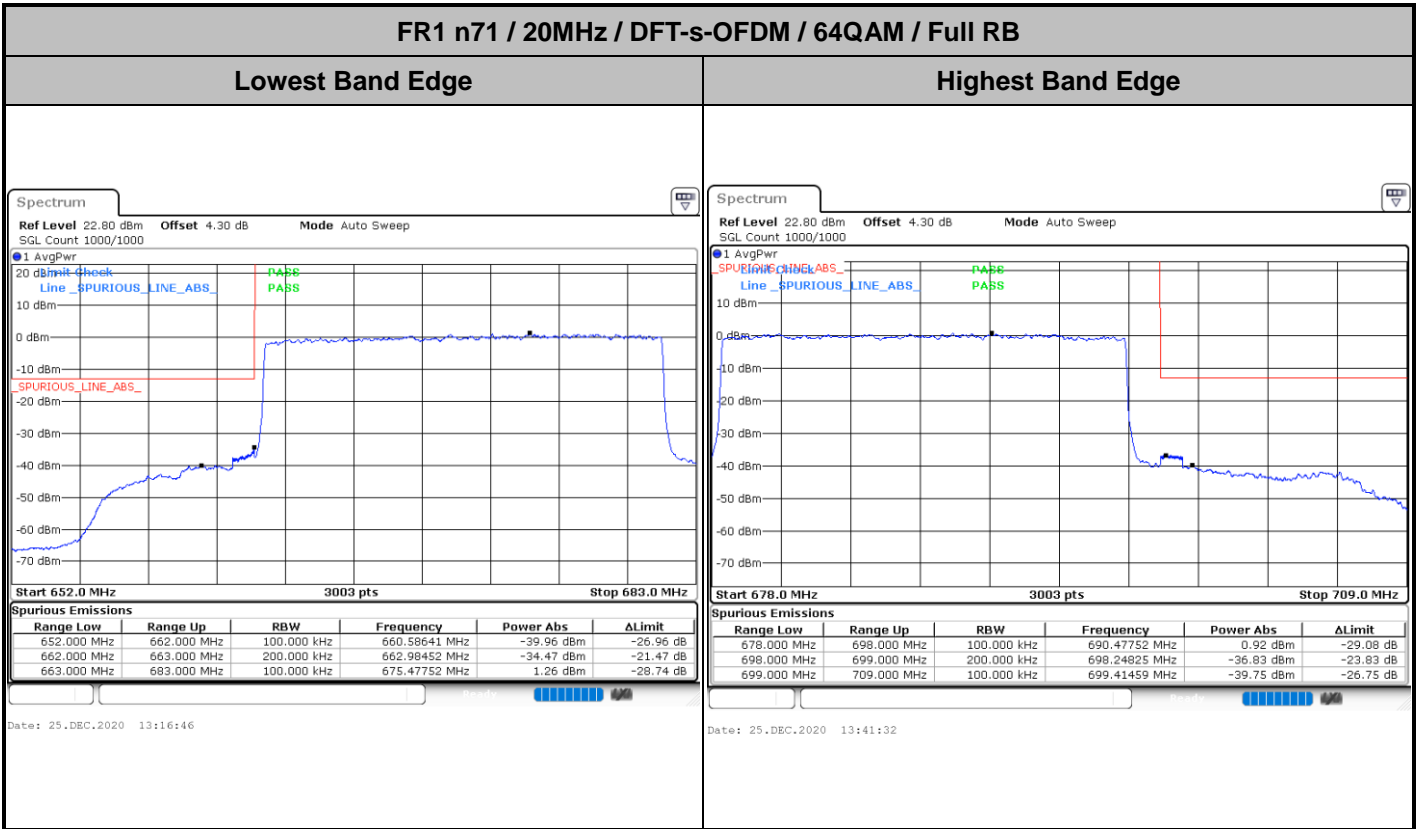 FR1 n71 / 20MHz / DFT-s-OFDM / 64QAM / Full RB
Lowest Band Edge
Highest Band Edge
Spectrum
Ref Level 22.80 dBm Offset 4.30 dB Mode Auto Sweep
SGL Count 1000/1000
1 AvgPwr
20 dBm
Limit Check PASS
Line _SPURIOUS_LINE_ABS_ PASS
10 dBm
0 dBm
-10 dBm
_SPURIOUS_LINE_ABS_
-20 dBm
-30 dBm
-40 dBm
-50 dBm
-60 dBm
-70 dBm
Start 652.0 MHz 3003 pts Stop 683.0 MHz
Spurious Emissions
Range Low Range Up RBW Frequency Power Abs ΔLimit
652.000 MHz 662.000 MHz 100.000 kHz 660.58641 MHz -39.96 dBm -26.96 dB
662.000 MHz 663.000 MHz 200.000 kHz 662.98452 MHz -34.47 dBm -21.47 dB
663.000 MHz 683.000 MHz 100.000 kHz 675.47752 MHz 1.26 dBm -28.74 dB
Ready
Date: 25.DEC.2020 13:16:46
Spectrum
Ref Level 22.80 dBm Offset 4.30 dB Mode Auto Sweep
SGL Count 1000/1000
1 AvgPwr
_SPURIOUS_LINE_ABS_
Limit Check PASS
Line _SPURIOUS_LINE_ABS_ PASS
10 dBm
0 dBm
-10 dBm
-20 dBm
-30 dBm
-40 dBm
-50 dBm
-60 dBm
-70 dBm
Start 678.0 MHz 3003 pts Stop 709.0 MHz
Spurious Emissions
Range Low Range Up RBW Frequency Power Abs ΔLimit
678.000 MHz 698.000 MHz 100.000 kHz 690.47752 MHz 0.92 dBm -29.08 dB
698.000 MHz 699.000 MHz 200.000 kHz 698.24825 MHz -36.83 dBm -23.83 dB
699.000 MHz 709.000 MHz 100.000 kHz 699.41459 MHz -39.75 dBm -26.75 dB
Ready
Date: 25.DEC.2020 13:41:32